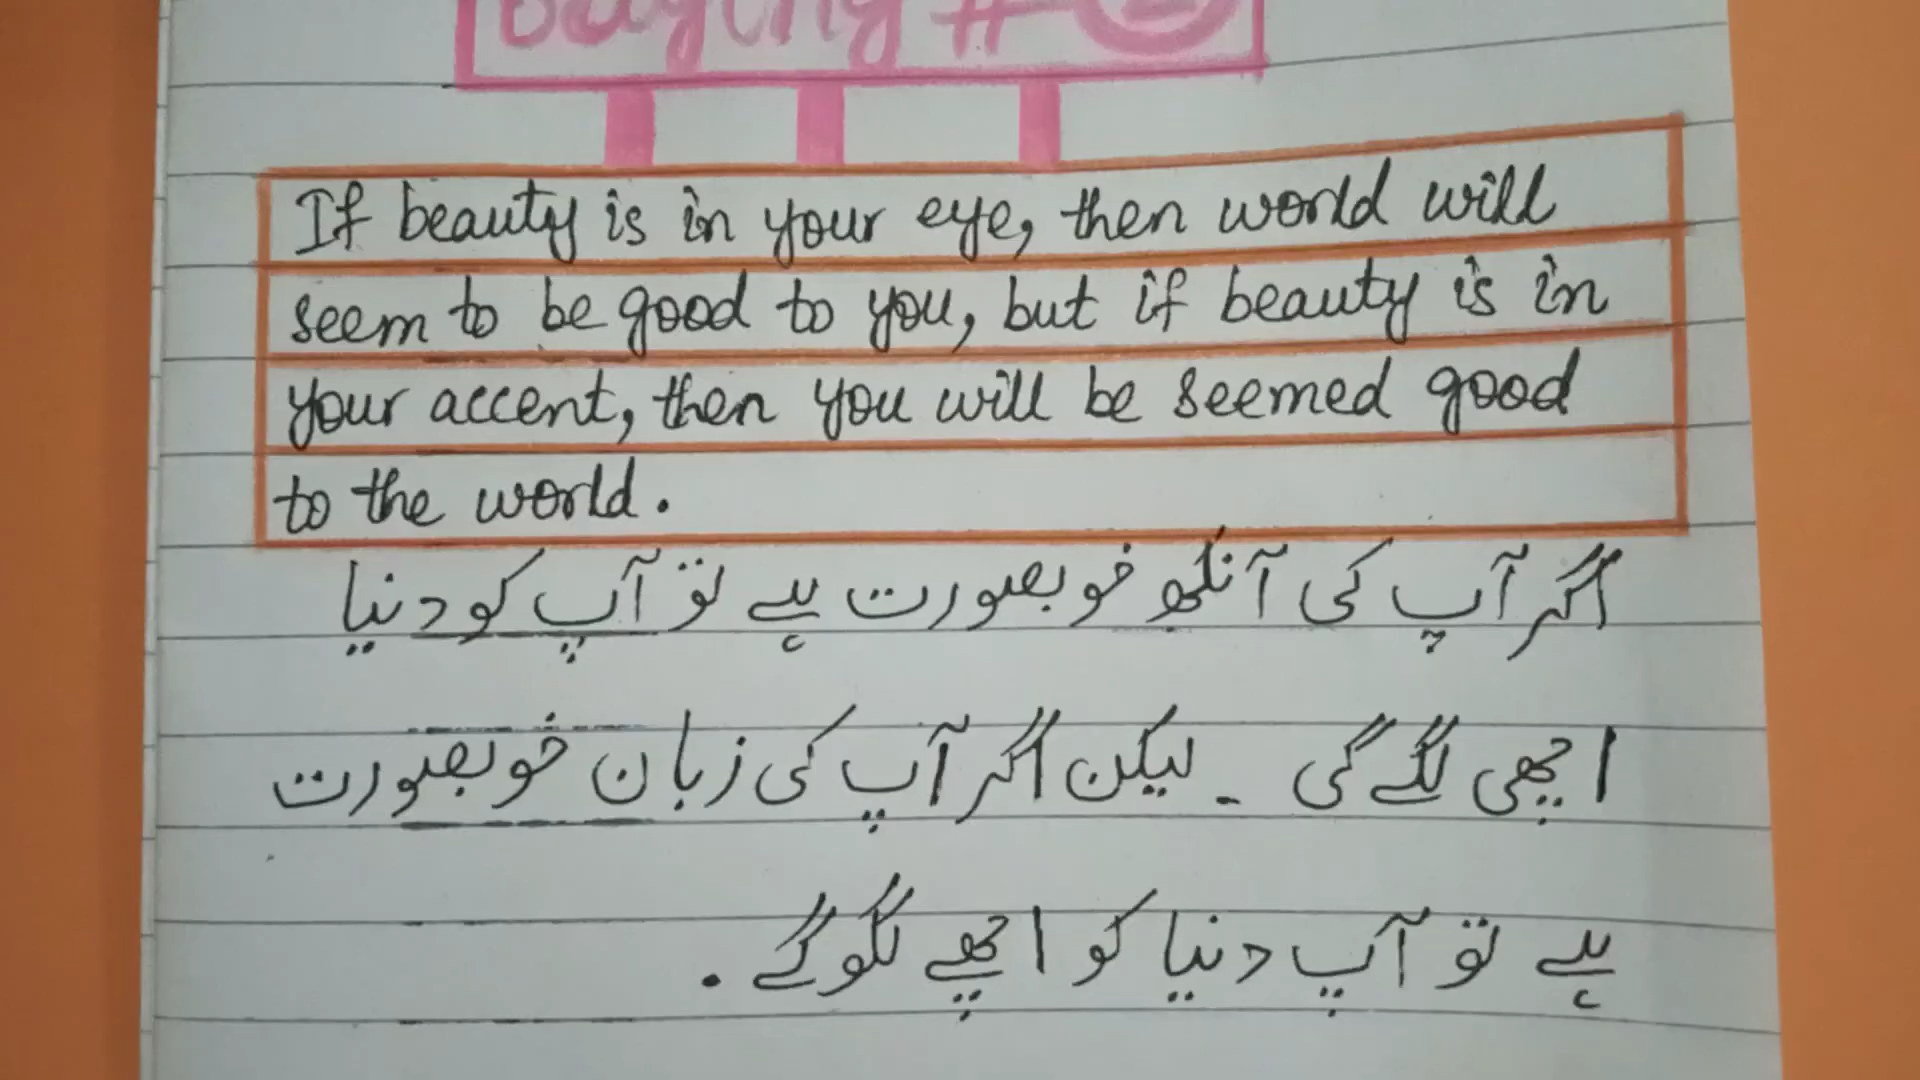 Saying #
If beauty is in your eye, then world will
seem to be good to you, but if beauty is in
your accent, then you will be seemed good
to the world.
اگر آپ کی آنکھ خوبصورت ہے تو آپ کو دنیا
اچھی لگے گی ۔ لیکن اگر آپ کی زبان خوبصورت
ہے تو آپ دنیا کو اچھے لگو گے .